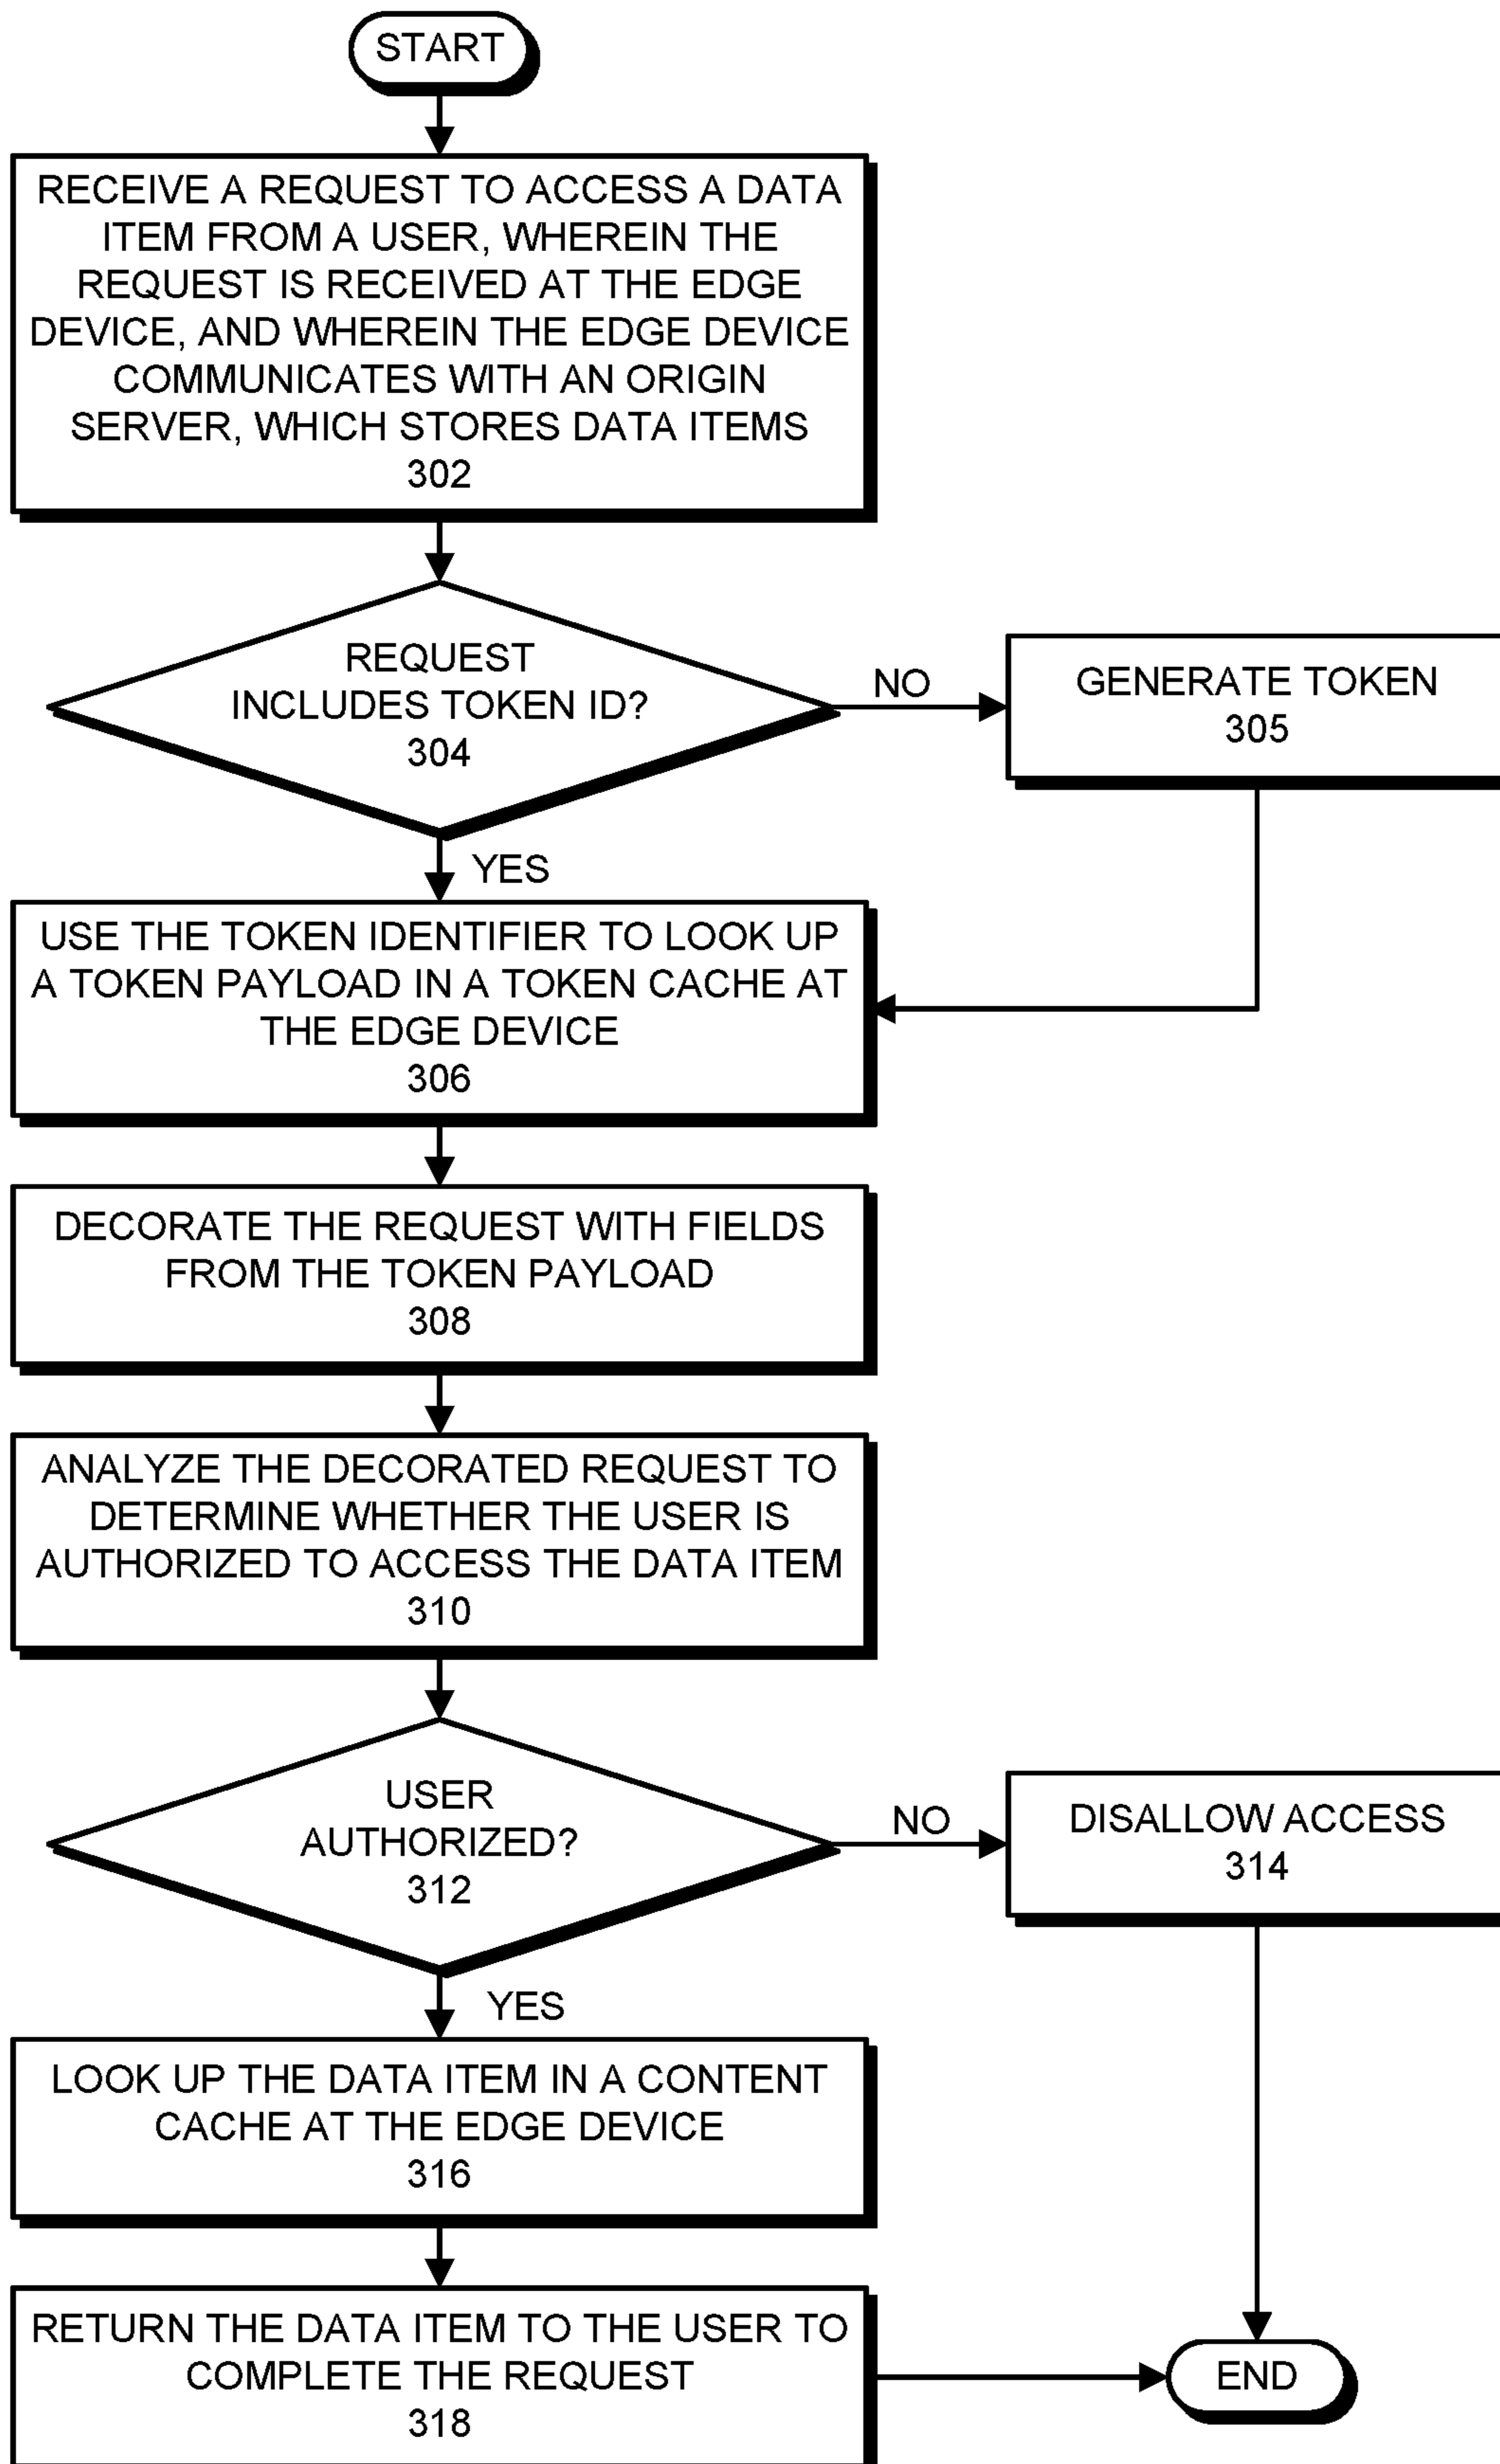 START
RECEIVE A REQUEST TO ACCESS A DATA
ITEM FROM A USER, WHEREIN THE
REQUEST IS RECEIVED AT THE EDGE
DEVICE, AND WHEREIN THE EDGE DEVICE
COMMUNICATES WITH AN ORIGIN
SERVER, WHICH STORES DATA ITEMS
302
REQUEST
INCLUDES TOKEN ID?
304
NO
GENERATE TOKEN
305
YES
USE THE TOKEN IDENTIFIER TO LOOK UP
A TOKEN PAYLOAD IN A TOKEN CACHE AT
THE EDGE DEVICE
306
DECORATE THE REQUEST WITH FIELDS
FROM THE TOKEN PAYLOAD
308
ANALYZE THE DECORATED REQUEST TO
DETERMINE WHETHER THE USER IS
AUTHORIZED TO ACCESS THE DATA ITEM
310
USER
AUTHORIZED?
312
NO
DISALLOW ACCESS
314
YES
LOOK UP THE DATA ITEM IN A CONTENT
CACHE AT THE EDGE DEVICE
316
RETURN THE DATA ITEM TO THE USER TO
COMPLETE THE REQUEST
318
END